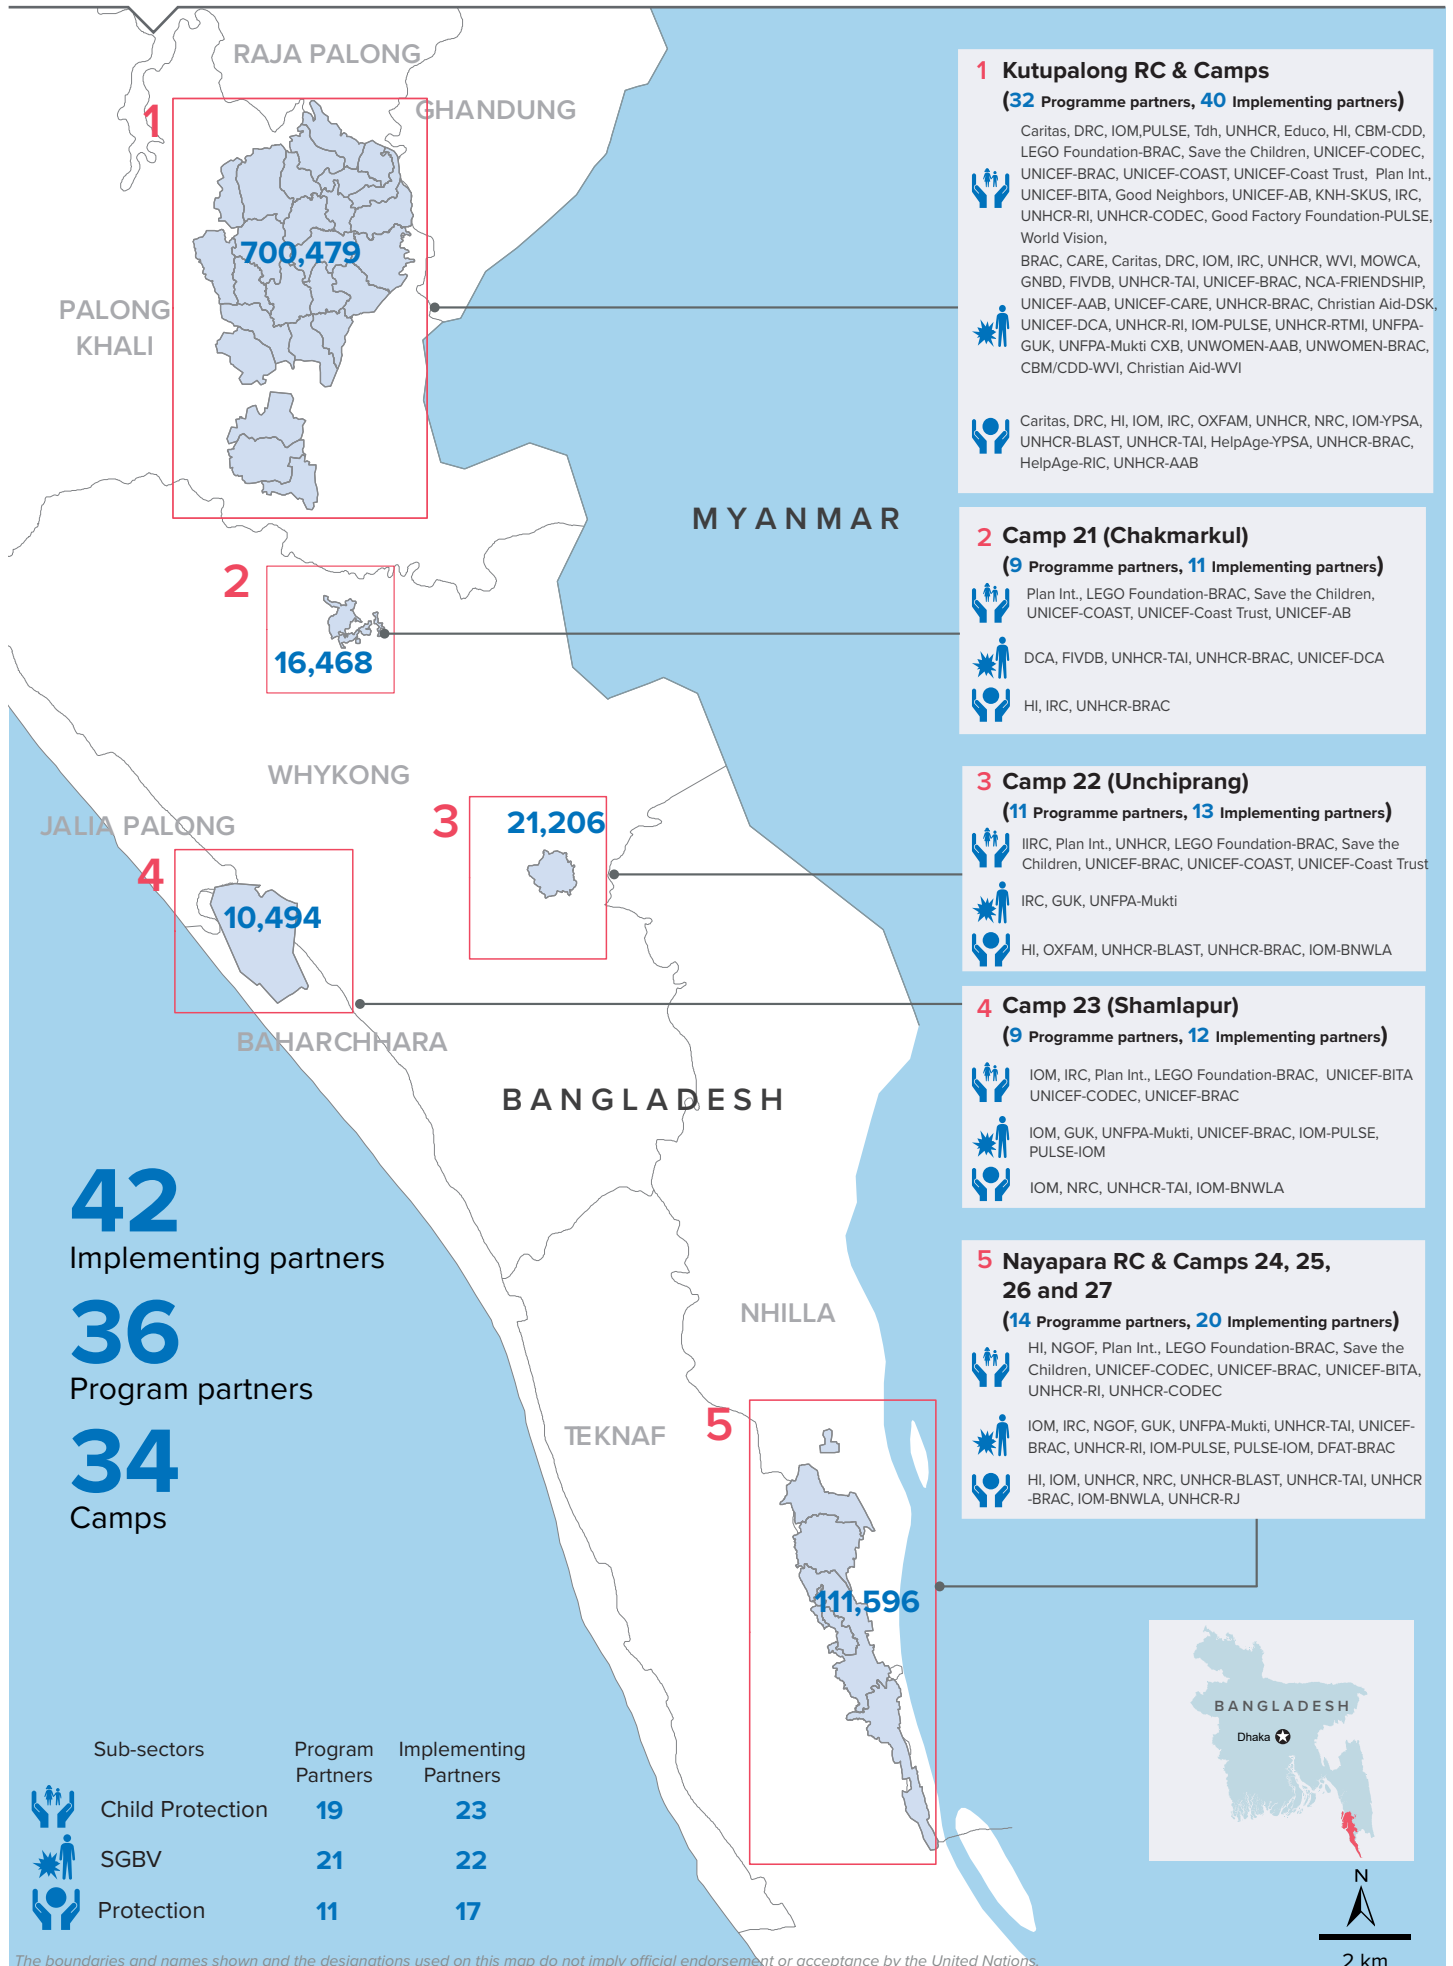 RAJA PALONG
GHANDUNG
1
700,479
PALONG
KHALI
MYANMAR
2
16,468
WHYKONG
JALIA PALONG
3
21,206
4
10,494
BAHARCHHARA
BANGLADESH
NHILLA
TEKNAF
5
111,596
1 Kutupalong RC & Camps
(32 Programme partners, 40 Implementing partners)
Caritas, DRC, IOM,PULSE, Tdh, UNHCR, Educo, HI, CBM-CDD,
LEGO Foundation-BRAC, Save the Children, UNICEF-CODEC,
UNICEF-BRAC, UNICEF-COAST, UNICEF-Coast Trust, Plan Int.,
UNICEF-BITA, Good Neighbors, UNICEF-AB, KNH-SKUS, IRC,
UNHCR-RI, UNHCR-CODEC, Good Factory Foundation-PULSE,
World Vision,
BRAC, CARE, Caritas, DRC, IOM, IRC, UNHCR, WVI, MOWCA,
GNBD, FIVDB, UNHCR-TAI, UNICEF-BRAC, NCA-FRIENDSHIP,
UNICEF-AAB, UNICEF-CARE, UNHCR-BRAC, Christian Aid-DSK,
UNICEF-DCA, UNHCR-RI, IOM-PULSE, UNHCR-RTMI, UNFPA-
GUK, UNFPA-Mukti CXB, UNWOMEN-AAB, UNWOMEN-BRAC,
CBM/CDD-WVI, Christian Aid-WVI
Caritas, DRC, HI, IOM, IRC, OXFAM, UNHCR, NRC, IOM-YPSA,
UNHCR-BLAST, UNHCR-TAI, HelpAge-YPSA, UNHCR-BRAC,
HelpAge-RIC, UNHCR-AAB
2 Camp 21 (Chakmarkul)
(9 Programme partners, 11 Implementing partners)
Plan Int., LEGO Foundation-BRAC, Save the Children,
UNICEF-COAST, UNICEF-Coast Trust, UNICEF-AB
DCA, FIVDB, UNHCR-TAI, UNHCR-BRAC, UNICEF-DCA
HI, IRC, UNHCR-BRAC
3 Camp 22 (Unchiprang)
(11 Programme partners, 13 Implementing partners)
IIRC, Plan Int., UNHCR, LEGO Foundation-BRAC, Save the
Children, UNICEF-BRAC, UNICEF-COAST, UNICEF-Coast Trust
IRC, GUK, UNFPA-Mukti
HI, OXFAM, UNHCR-BLAST, UNHCR-BRAC, IOM-BNWLA
4 Camp 23 (Shamlapur)
(9 Programme partners, 12 Implementing partners)
IOM, IRC, Plan Int., LEGO Foundation-BRAC, UNICEF-BITA
UNICEF-CODEC, UNICEF-BRAC
IOM, GUK, UNFPA-Mukti, UNICEF-BRAC, IOM-PULSE,
PULSE-IOM
IOM, NRC, UNHCR-TAI, IOM-BNWLA
5 Nayapara RC & Camps 24, 25,
26 and 27
(14 Programme partners, 20 Implementing partners)
HI, NGOF, Plan Int., LEGO Foundation-BRAC, Save the
Children, UNICEF-CODEC, UNICEF-BRAC, UNICEF-BITA,
UNHCR-RI, UNHCR-CODEC
IOM, IRC, NGOF, GUK, UNFPA-Mukti, UNHCR-TAI, UNICEF-
BRAC, UNHCR-RI, IOM-PULSE, PULSE-IOM, DFAT-BRAC
HI, IOM, UNHCR, NRC, UNHCR-BLAST, UNHCR-TAI, UNHCR
-BRAC, IOM-BNWLA, UNHCR-RJ
42
Implementing partners
36
Program partners
34
Camps
Sub-sectors Program Implementing
Partners Partners
Child Protection 19 23
SGBV 21 22
Protection 11 17
BANGLADESH
Dhaka
N
2 km
The boundaries and names shown and the designations used on this map do not imply official endorsement or acceptance by the United Nations.